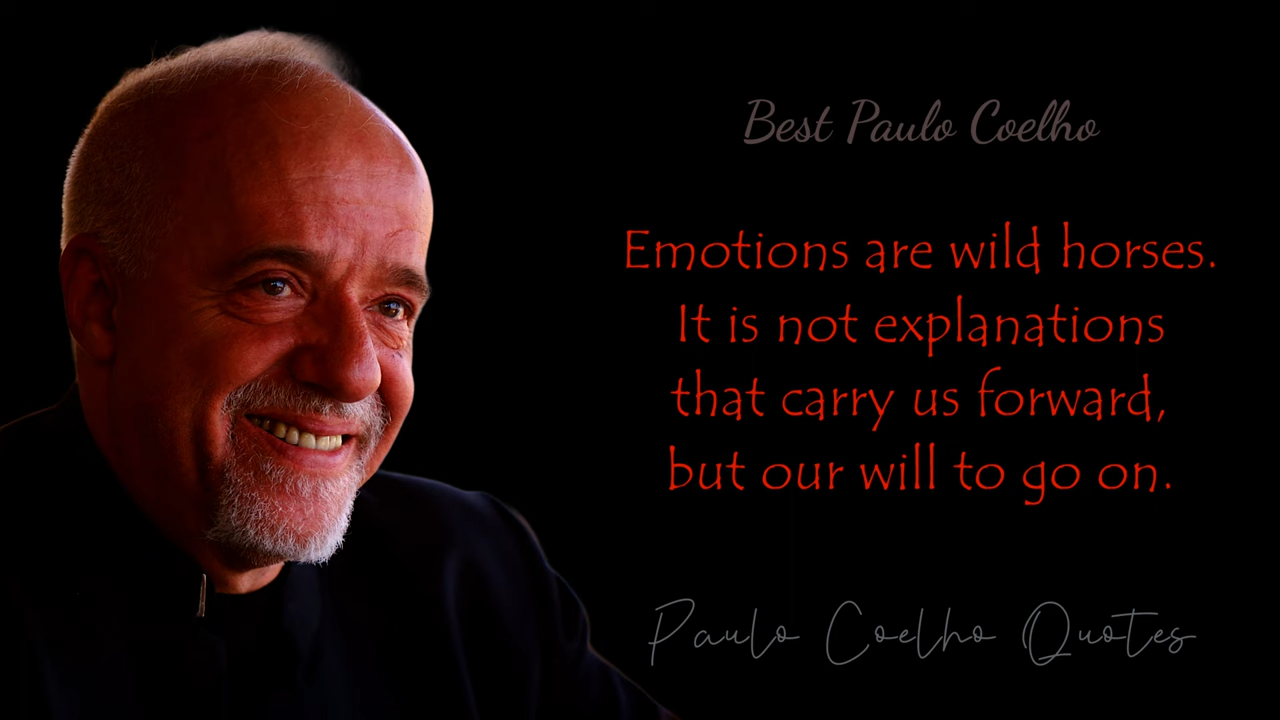 Best Paulo Coelho
Emotions are wild horses.
It is not explanations
that carry us forward,
but our will to go on.
Paulo Coelho Quotes